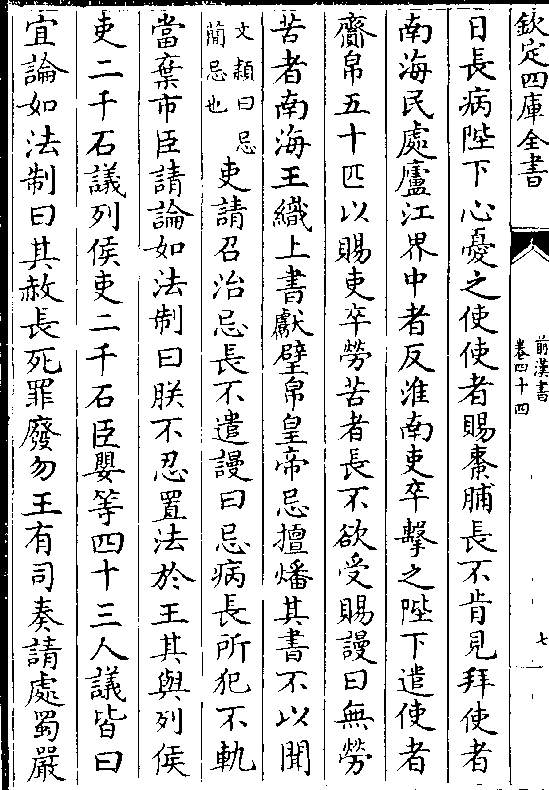 欽定四庫全書
前漢書
卷四十四
七
日長病陛下心憂之使使者賜棗脯長不肯見拜使者
南海民處廬江界中者反淮南吏卒擊之陛下遣使者
齎帛五十匹以賜吏卒勞苦者長不欲受賜謾曰無勞
苦者南海王織上書獻璧帛皇帝忌擅燔其書不以聞
文頴曰忌
蘭忌也
吏請召治忌長不遣謾曰忌病長所犯不軌
當棄市臣請論如法制曰朕不忍置法於王其與列侯
吏二千石議列侯吏二千石臣嬰等四十三人議皆曰
宜論如法制曰其赦長死罪廢勿王有司奏請處蜀嚴